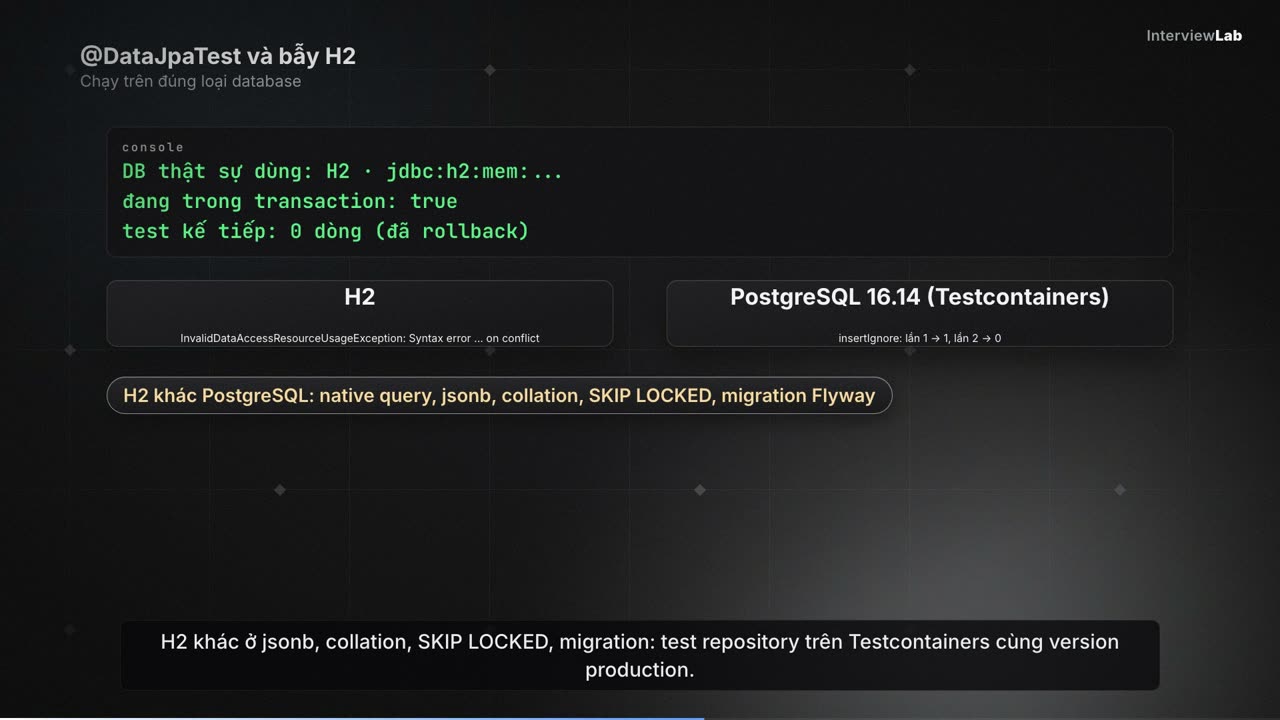 @DataJpaTest và bẫy H2
InterviewLab
Chạy trên đúng loại database
console
DB thật sự dùng: H2 · jdbc:h2:mem:...
đang trong transaction: true
test kế tiếp: 0 dòng (đã rollback)
H2
InvalidDataAccessResourceUsageException: Syntax error ... on conflict
PostgreSQL 16.14 (Testcontainers)
insertIgnore: lần 1 → 1, lần 2 → 0
H2 khác PostgreSQL: native query, jsonb, collation, SKIP LOCKED, migration Flyway
H2 khác ở jsonb, collation, SKIP LOCKED, migration: test repository trên Testcontainers cùng version
production.